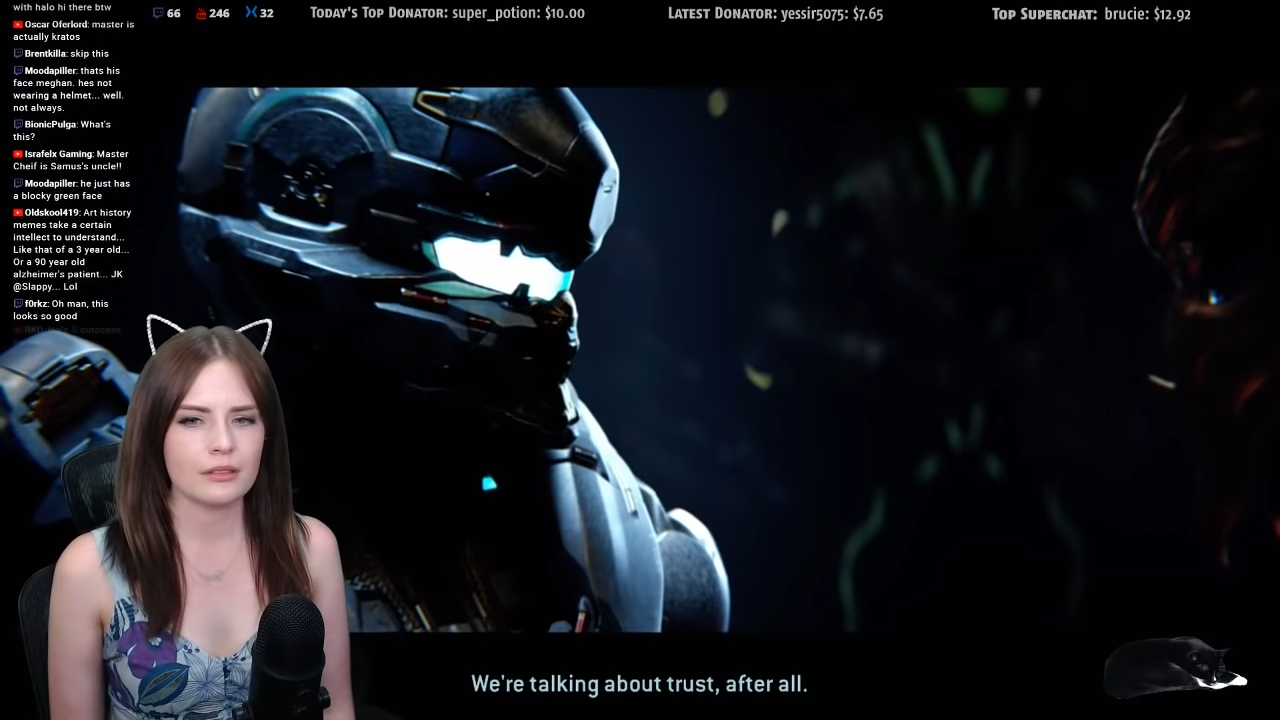 with halo hi there btw
Oscar Oferlord: master is
actually kratos
Brentkilla: skip this
Moodapiller: thats his
face meghan. hes not
wearing a helmet... well.
not always.
BionicPulga: What's
this?
Israfelx Gaming: Master
Cheif is Samus's uncle!!
Moodapiller: he just has
a blocky green face
Oldskool419: Art history
memes take a certain
intellect to understand...
Like that of a 3 year old...
Or a 90 year old
alzheimer's patient... JK
@Slappy... Lol
f0rkz: Oh man, this
looks so good
66 246 32
Today's Top Donator: super_potion: $10.00
Latest Donator: yessir5075: $7.65
Top Superchat: brucie: $12.92
We're talking about trust, after all.